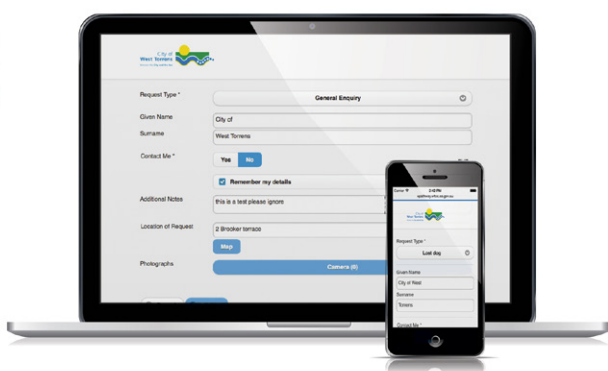 City of
West Torrens
Request Type *
General Enquiry
Given Name
City of
Surname
West Torrens
Contact Me *
Yes
No
Remember my details
Additional Notes
this is a test please ignore
Location of Request
2 Brooker terrace
Map
Photographs
Camera (0)
Carrier
City of
West Torrens
Request Type *
Lost dog
Given Name
City of West
Surname
Torrens
Contact Me *